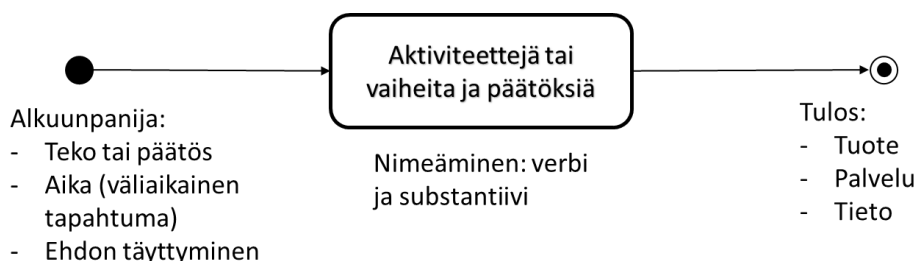 Aktiviteettejä tai
vaiheita ja päätöksiä
Alkuunpanija:
- Teko tai päätös
- Aika (väliaikainen
tapahtuma)
- Ehdon täyttyminen
Nimeäminen: verbi
ja substantiivi
Tulos:
- Tuote
- Palvelu
- Tieto